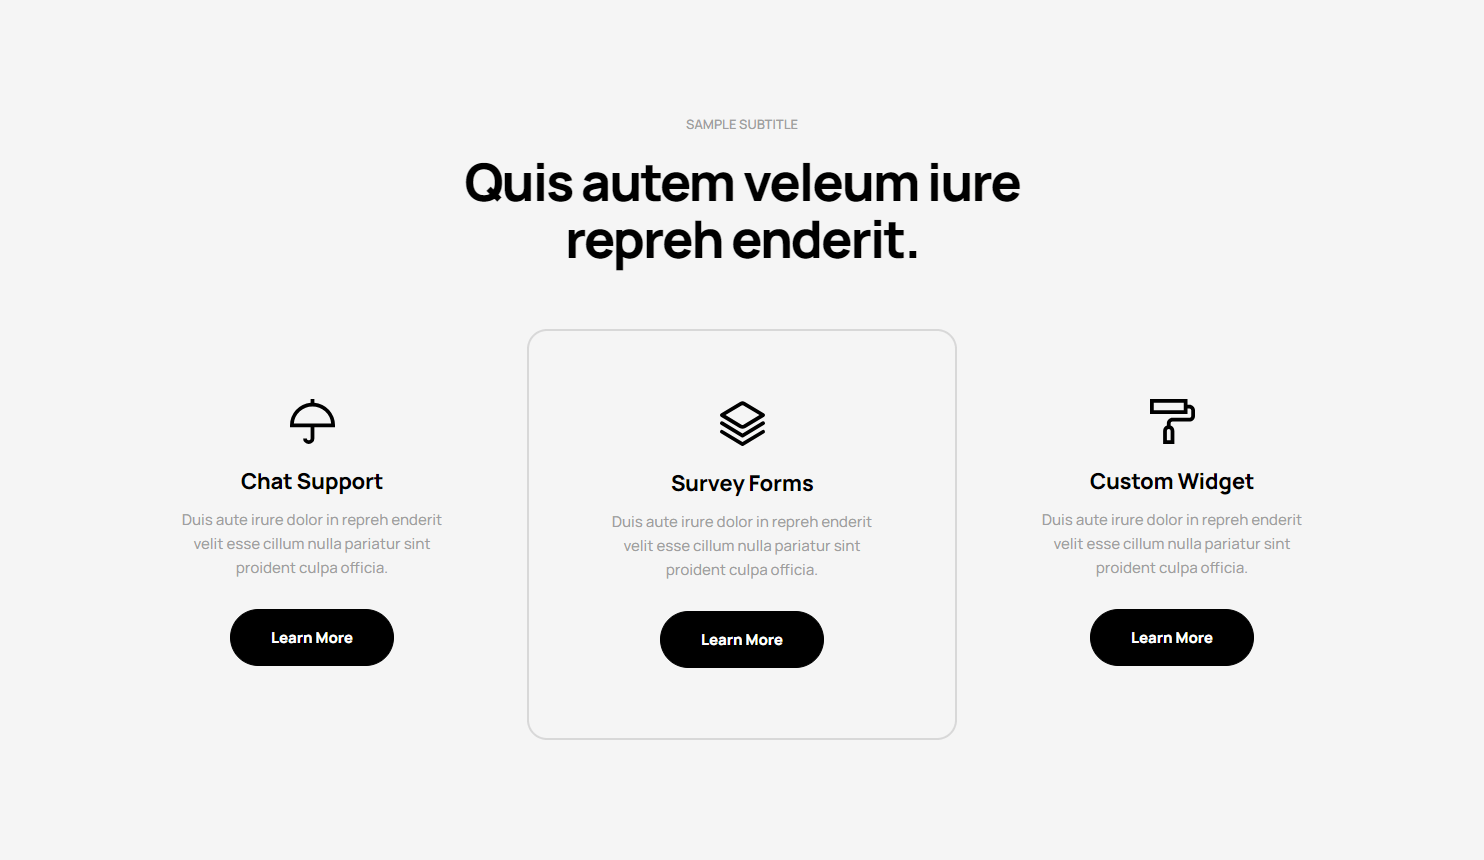 SAMPLE SUBTITLE
Quis autem veleum iure
repreh enderit.
Chat Support
Duis aute irure dolor in repreh enderit
velit esse cillum nulla pariatur sint
proident culpa officia.
Learn More
Survey Forms
Duis aute irure dolor in repreh enderit
velit esse cillum nulla pariatur sint
proident culpa officia.
Learn More
Custom Widget
Duis aute irure dolor in repreh enderit
velit esse cillum nulla pariatur sint
proident culpa officia.
Learn More